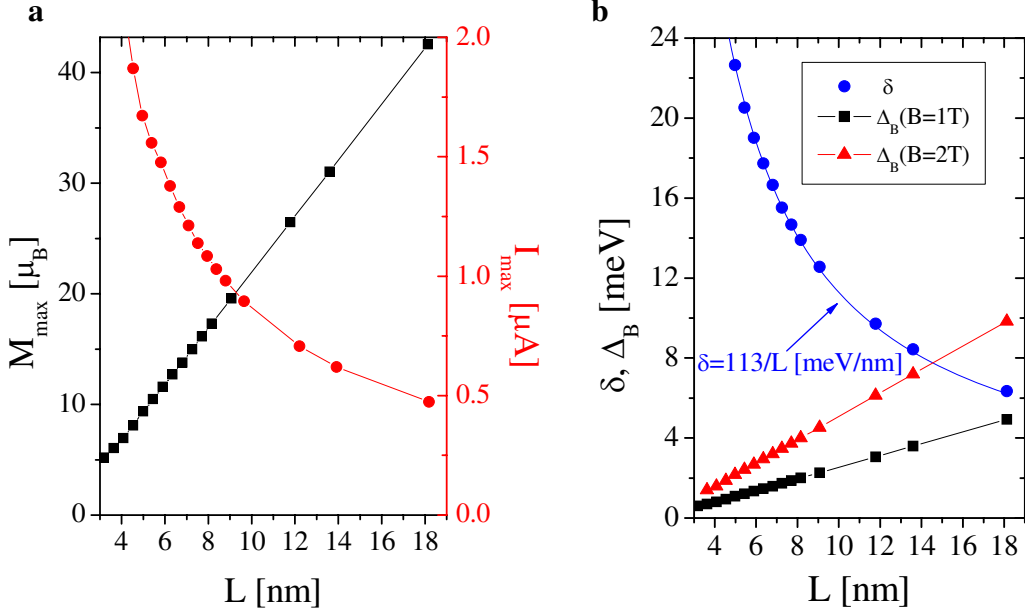 a
M_max [μ_B]
40
30
20
10
0
2.0
1.5
1.0
0.5
0.0
I_max [μA]
4 6 8 10 12 14 16 18
L [nm]
b
δ, Δ_B [meV]
24
20
16
12
8
4
0
δ
Δ_B(B=1T)
Δ_B(B=2T)
δ=113/L [meV/nm]
4 6 8 10 12 14 16 18
L [nm]